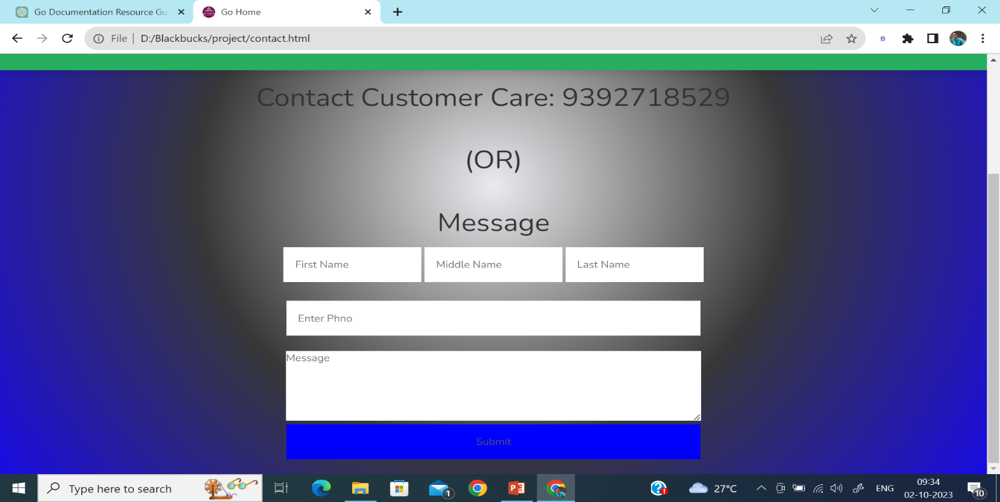 Go Documentation Resource Gu
Go Home
File | D:/Blackbucks/project/contact.html
B
Contact Customer Care: 9392718529
(OR)
Message
First Name Middle Name Last Name
Enter Phno
Message
Submit
Type here to search
1
27°C
ENG
09:34
02-10-2023
10